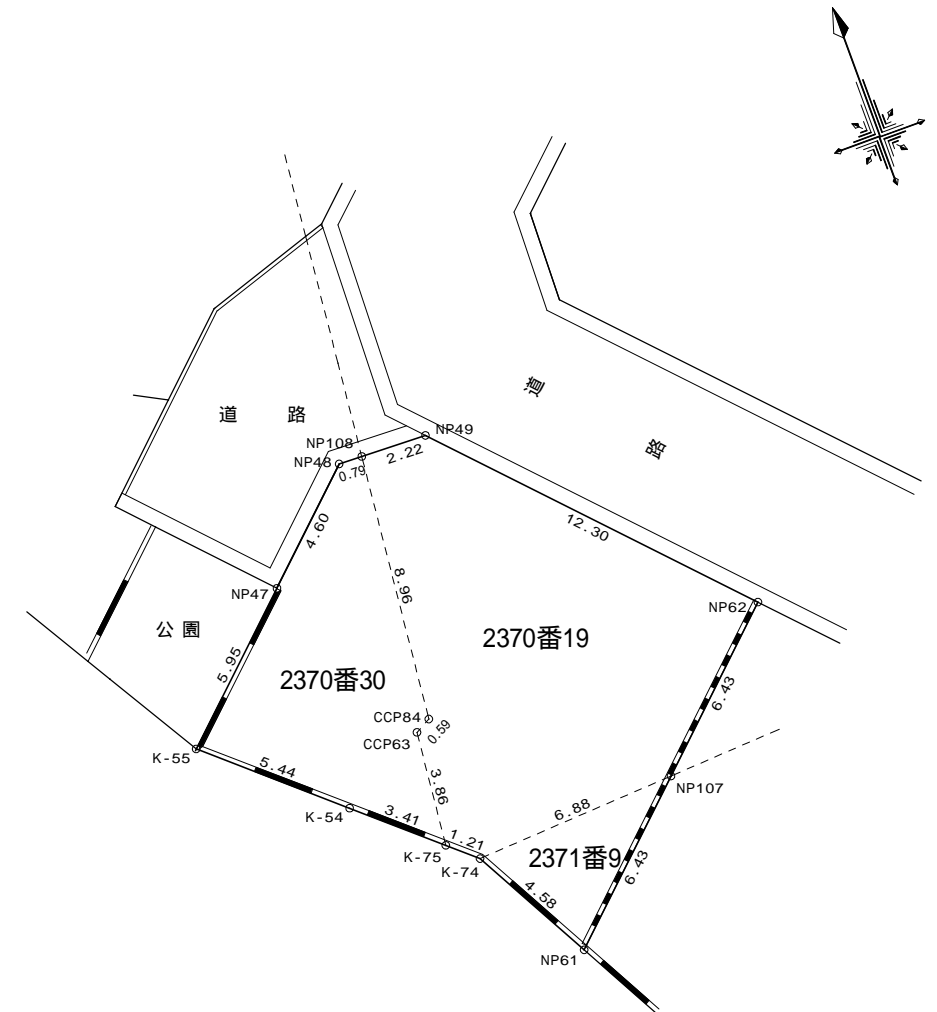 道
路
道 路
NP49
NP108
NP48
0.79
2.22
4.60
12.30
8.96
NP47
NP62
公園
2370番19
5.95
2370番30
6.43
CCP84
0.59
CCP63
K-55
5.44
3.86
NP107
K-54
3.41
6.88
1.21
K-75
K-74
2371番9
6.43
4.58
NP61